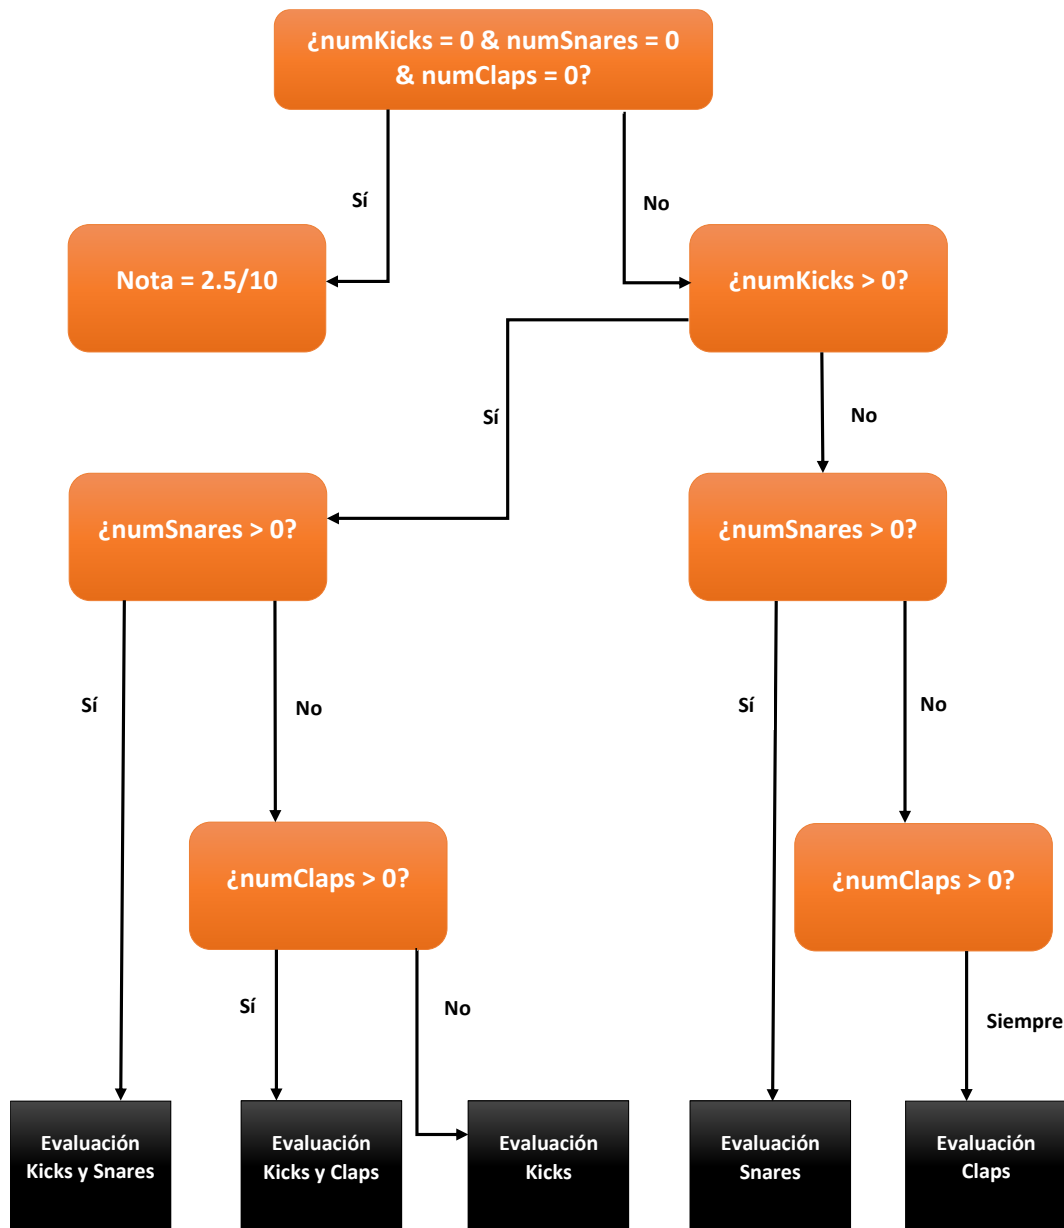 ¿numKicks = 0 & numSnares = 0
& numClaps = 0?
Sí
No
Nota = 2.5/10
¿numKicks > 0?
Sí
No
¿numSnares > 0?
¿numSnares > 0?
Sí
No
Sí
No
¿numClaps > 0?
¿numClaps > 0?
Sí
No
Siempre
Evaluación
Kicks y Snares
Evaluación
Kicks y Claps
Evaluación
Kicks
Evaluación
Snares
Evaluación
Claps